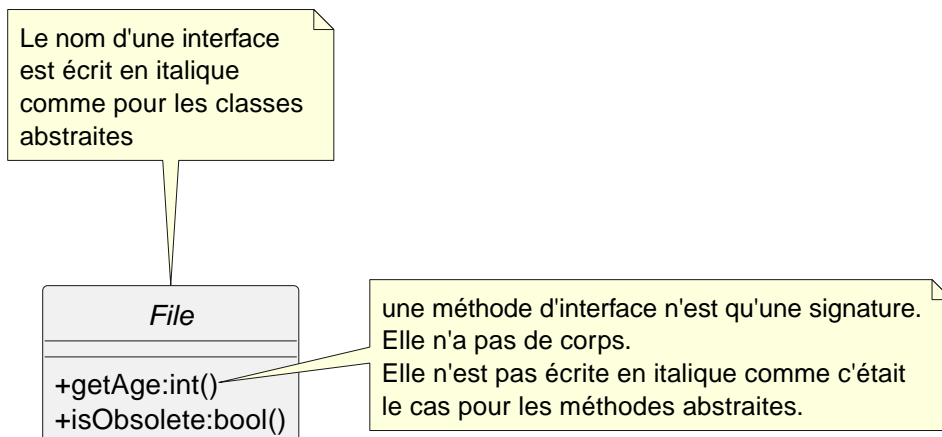 Le nom d'une interface
est écrit en italique
comme pour les classes
abstraites
File
une méthode d'interface n'est qu'une signature.
Elle n'a pas de corps.
Elle n'est pas écrite en italique comme c'était
le cas pour les méthodes abstraites.
+getAge:int()
+isObsolete:bool()